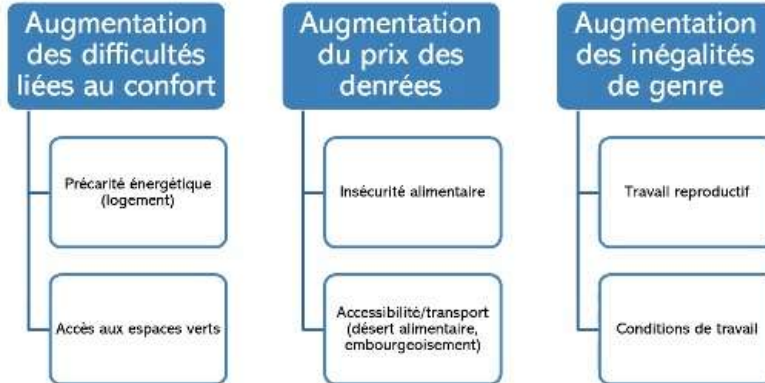 Augmentation
des difficultés
liées au confort
Précarité énergétique
(logement)
Accès aux espaces verts
Augmentation
du prix des
denrées
Insécurité alimentaire
Accessibilité/transport
(désert alimentaire,
embourgeoisement)
Augmentation
des inégalités
de genre
Travail reproductif
Conditions de travail